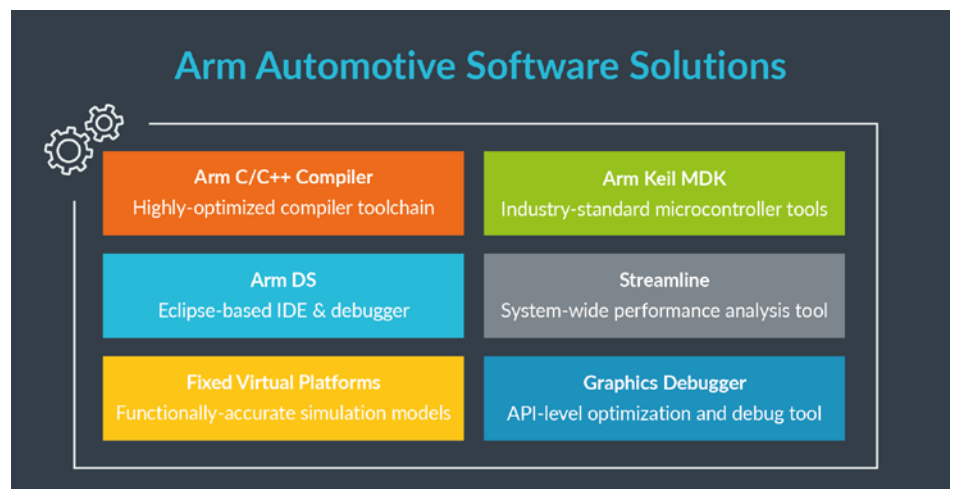 Arm Automotive Software Solutions
Arm C/C++ Compiler
Highly-optimized compiler toolchain
Arm Keil MDK
Industry-standard microcontroller tools
Arm DS
Eclipse-based IDE & debugger
Streamline
System-wide performance analysis tool
Fixed Virtual Platforms
Functionally-accurate simulation models
Graphics Debugger
API-level optimization and debug tool